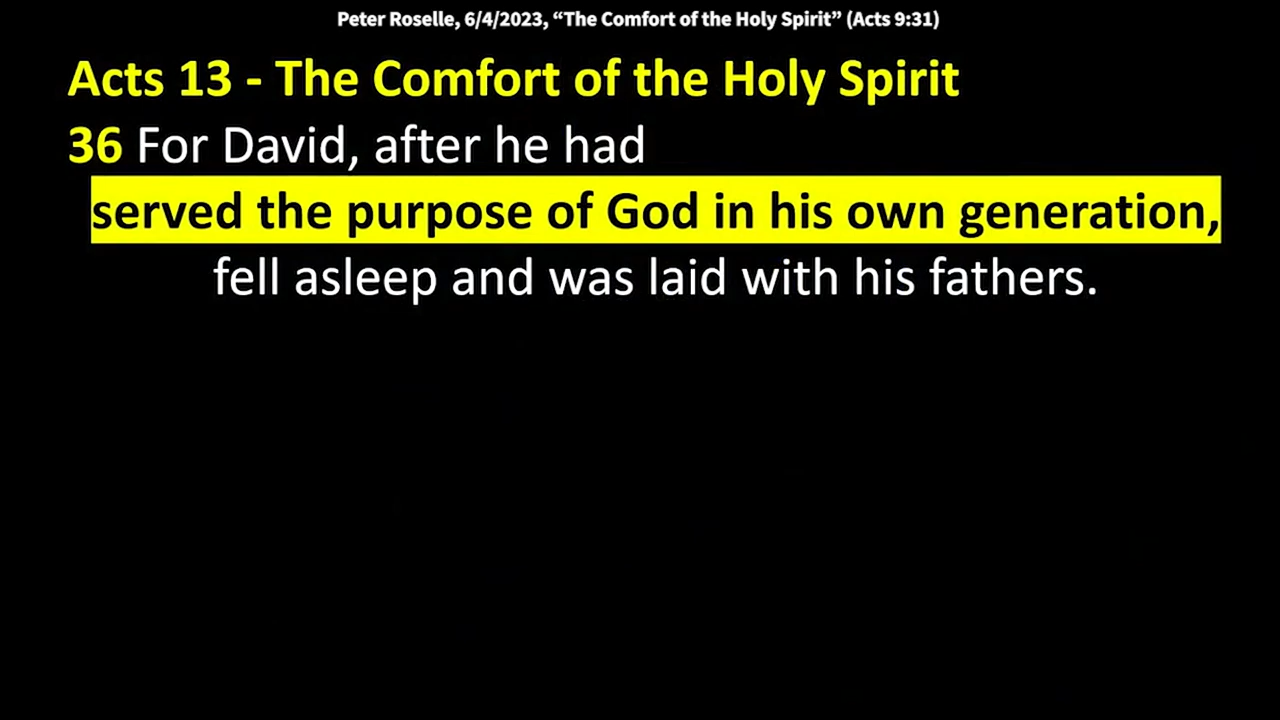 Peter Roselle, 6/4/2023, “The Comfort of the Holy Spirit” (Acts 9:31)
Acts 13 - The Comfort of the Holy Spirit
36 For David, after he had
served the purpose of God in his own generation,
fell asleep and was laid with his fathers.